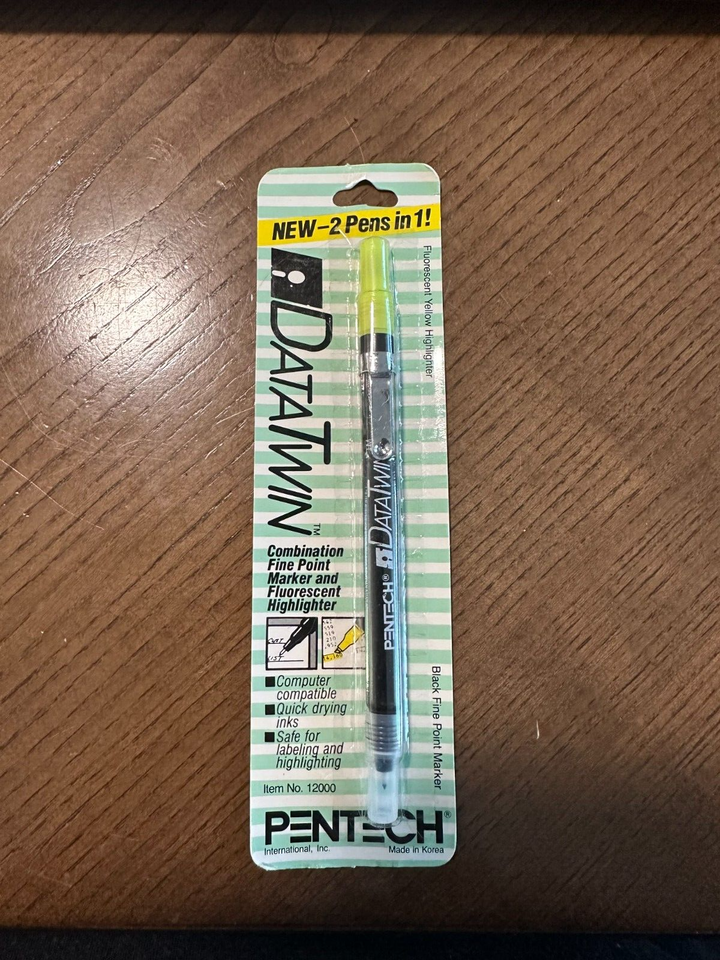 NEW-2 Pens in 1!
Fluorescent Yellow Highlighter
DATATWIN™
PENTECH® DATATWIN
Combination
Fine Point
Marker and
Fluorescent
Highlighter
Computer
compatible
Quick drying
inks
Safe for
labeling and
highlighting
Black Fine Point Marker
Item No. 12000
PENTECH®
International, Inc.
Made in Korea